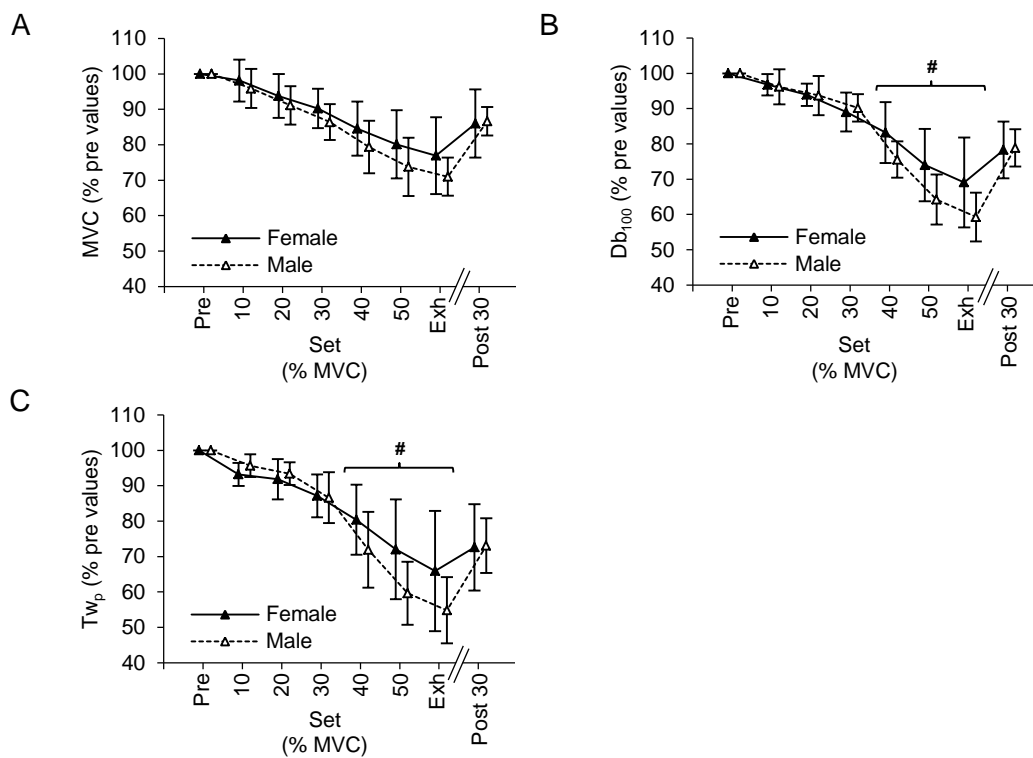 A
MVC (% pre values)
110
100
90
80
70
60
50
40
Female
Male
Pre
10
20
30
40
50
Exh
Post 30
Set
(% MVC)
B
Db100 (% pre values)
110
100
90
80
70
60
50
40
#
Female
Male
Pre
10
20
30
40
50
Exh
Post 30
Set
(% MVC)
C
Twp (% pre values)
110
100
90
80
70
60
50
40
#
Female
Male
Pre
10
20
30
40
50
Exh
Post 30
Set
(% MVC)